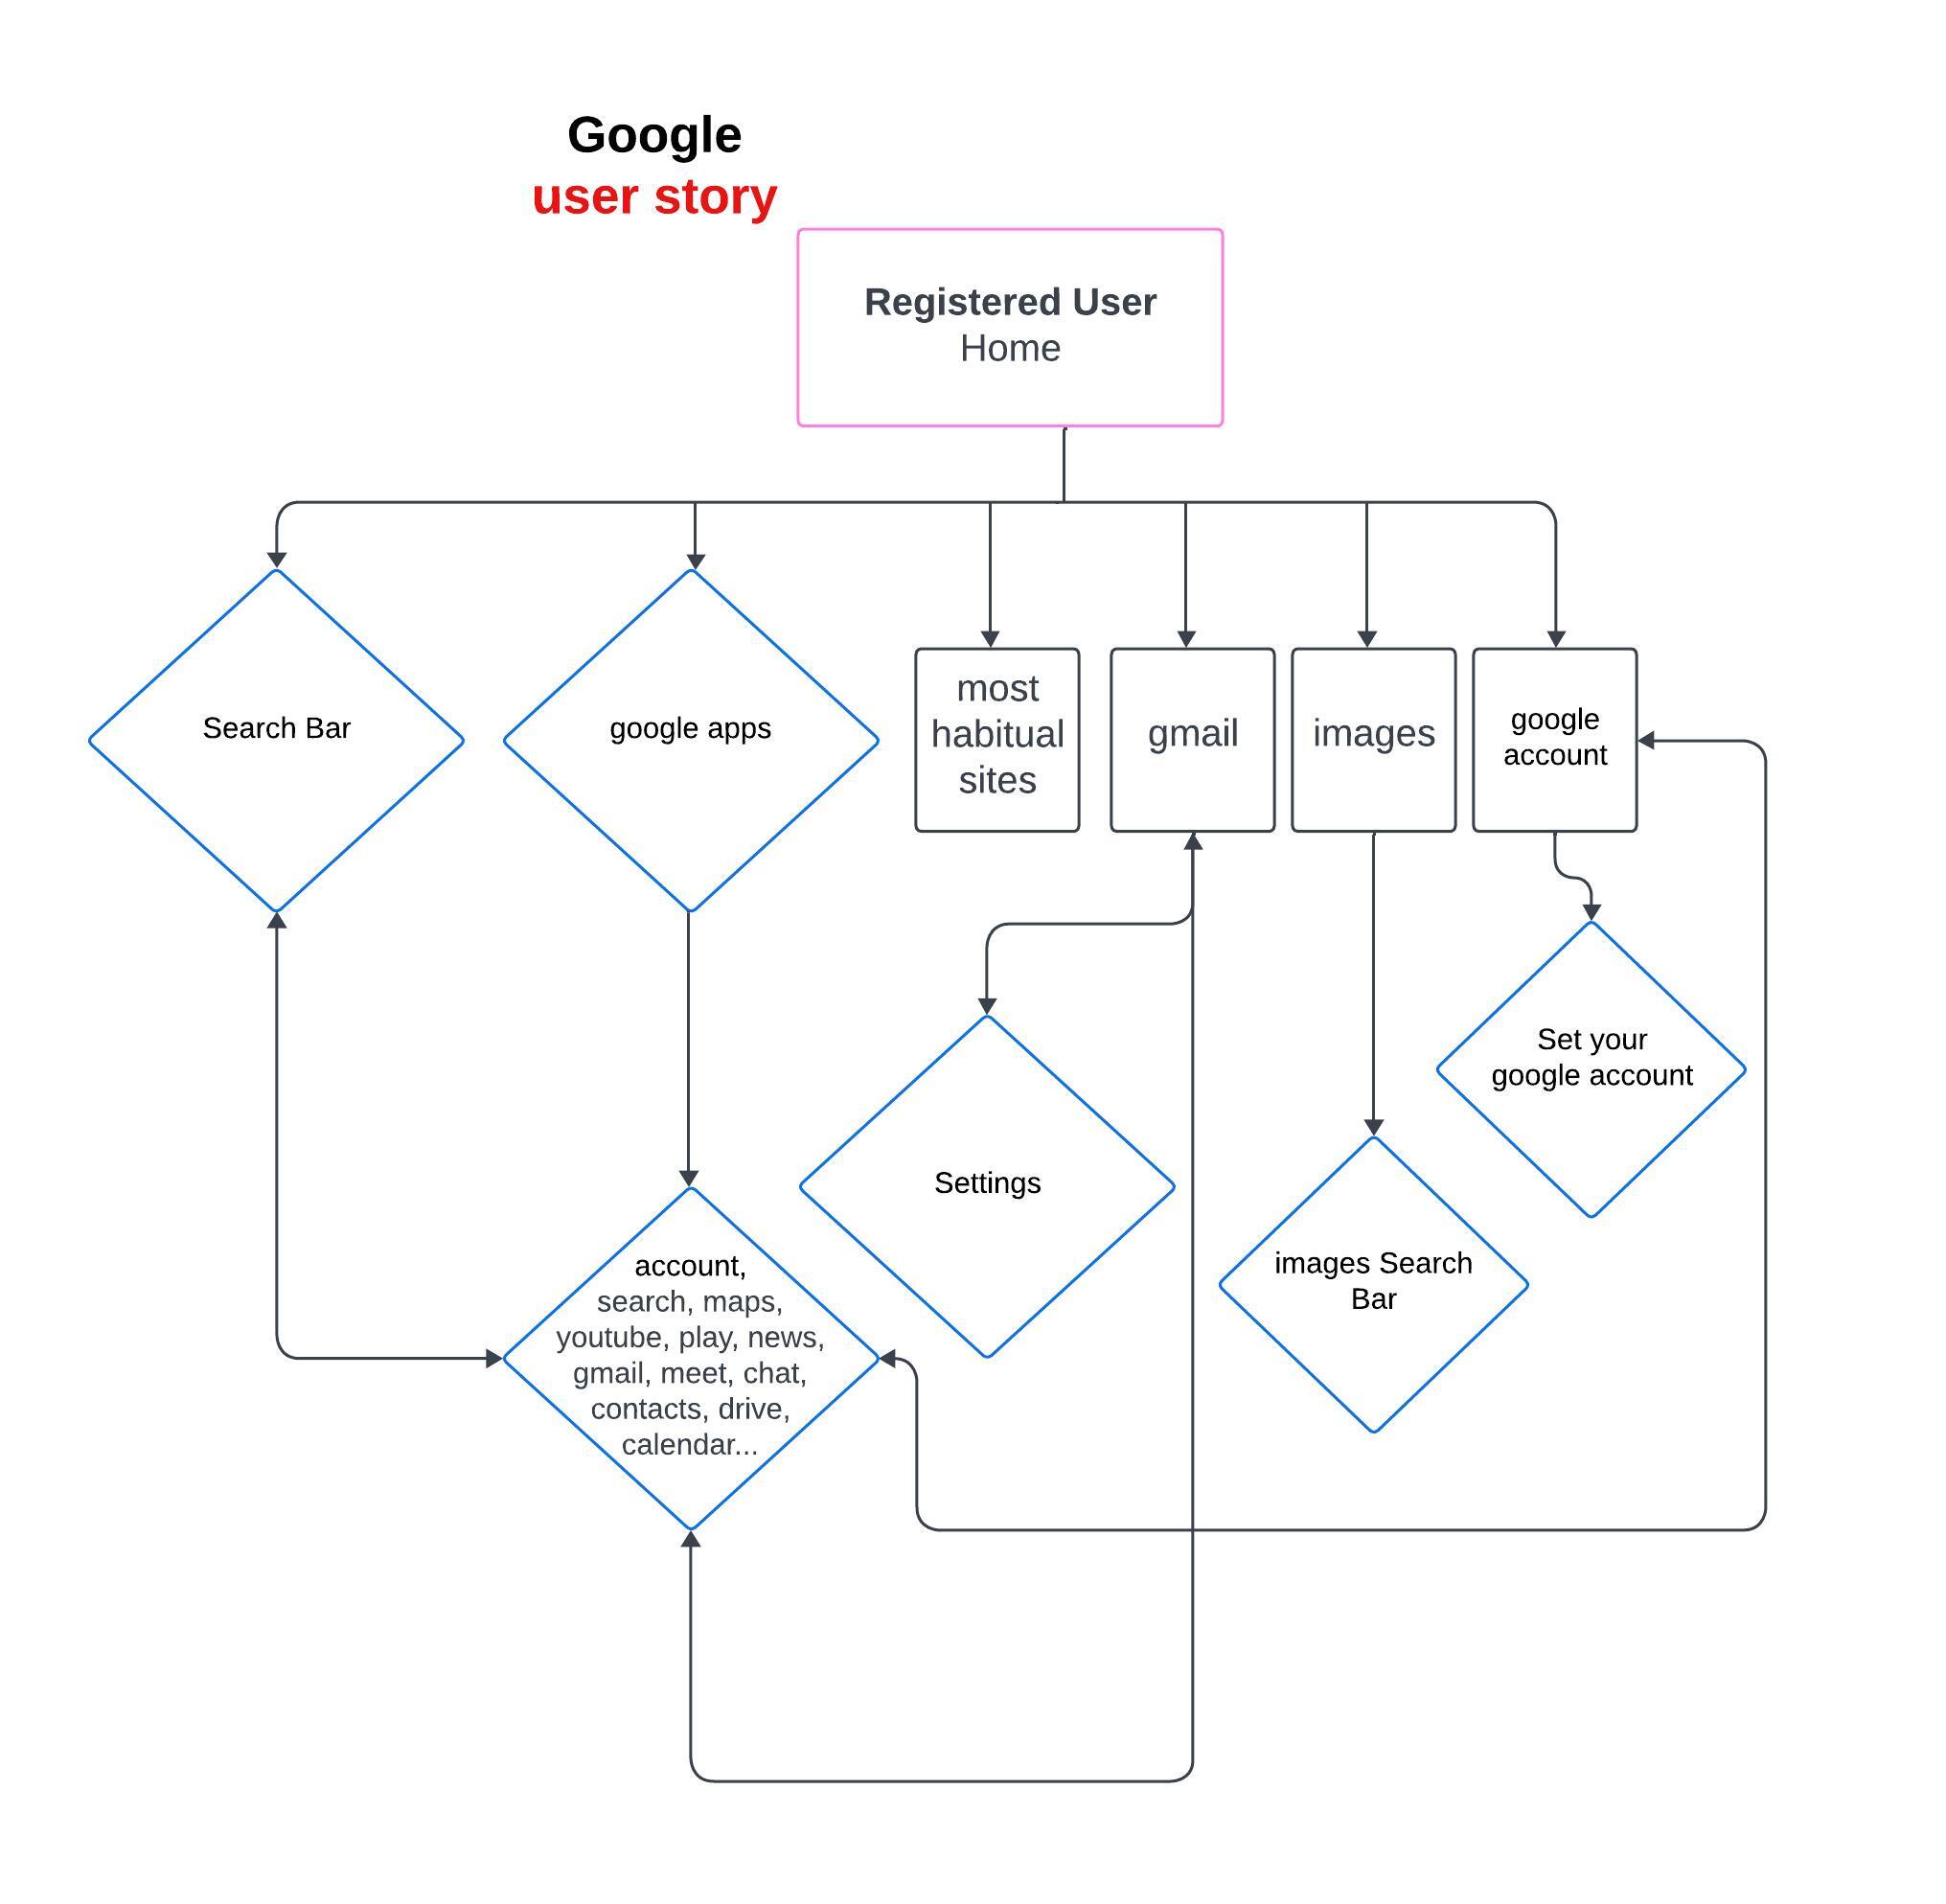 Google
user story
Registered User
Home
Search Bar
google apps
most
habitual
sites
gmail
images
google
account
Set your
google account
Settings
images Search
Bar
account,
search, maps,
youtube, play, news,
gmail, meet, chat,
contacts, drive,
calendar...